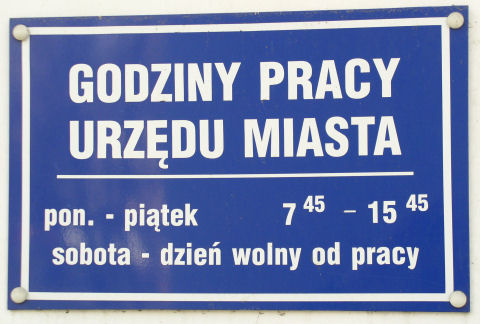 GODZINY PRACY
URZĘDU MIASTA
pon. - piątek 7 45 – 15 45
sobota - dzień wolny od pracy